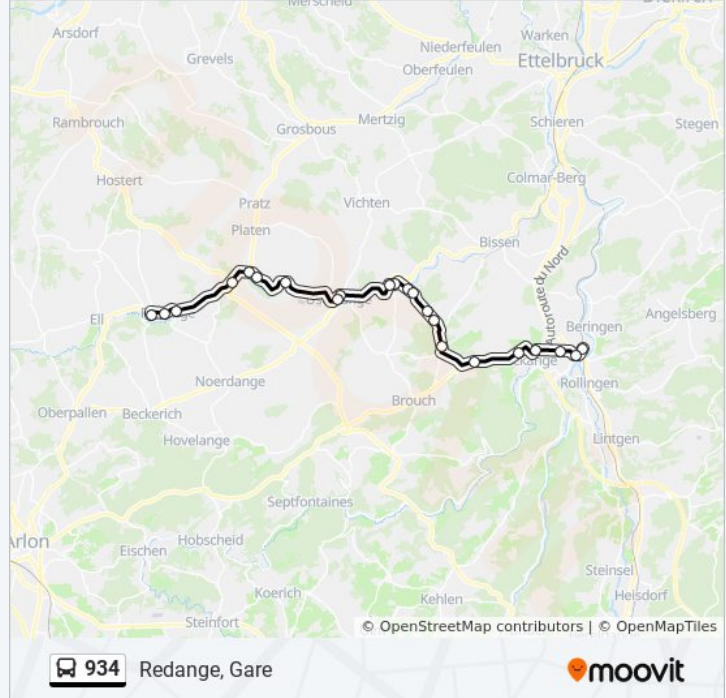 Merscheid
Diekirch
Arsdorf
Warken
Niederfeulen
Grevels
Ettelbruck
Oberfeulen
Rambrouch
Mertzig
Grosbous
Schieren
Stegen
Hostert
Colmar-Berg
Pratz
Vichten
Platen
Bissen
Autoroute du Nord
Ell
Angelsberg
Beringen
Noerdange
Rollingen
Oberpallen
Beckerich
Brouch
Hovelange
Lintgen
Septfontaines
Arlon
Hobscheid
Eischen
Steinsel
Koerich
Kehlen
Heisdorf
Steinfort
© OpenStreetMap contributors | © OpenMapTiles
934 Redange, Gare
moovit